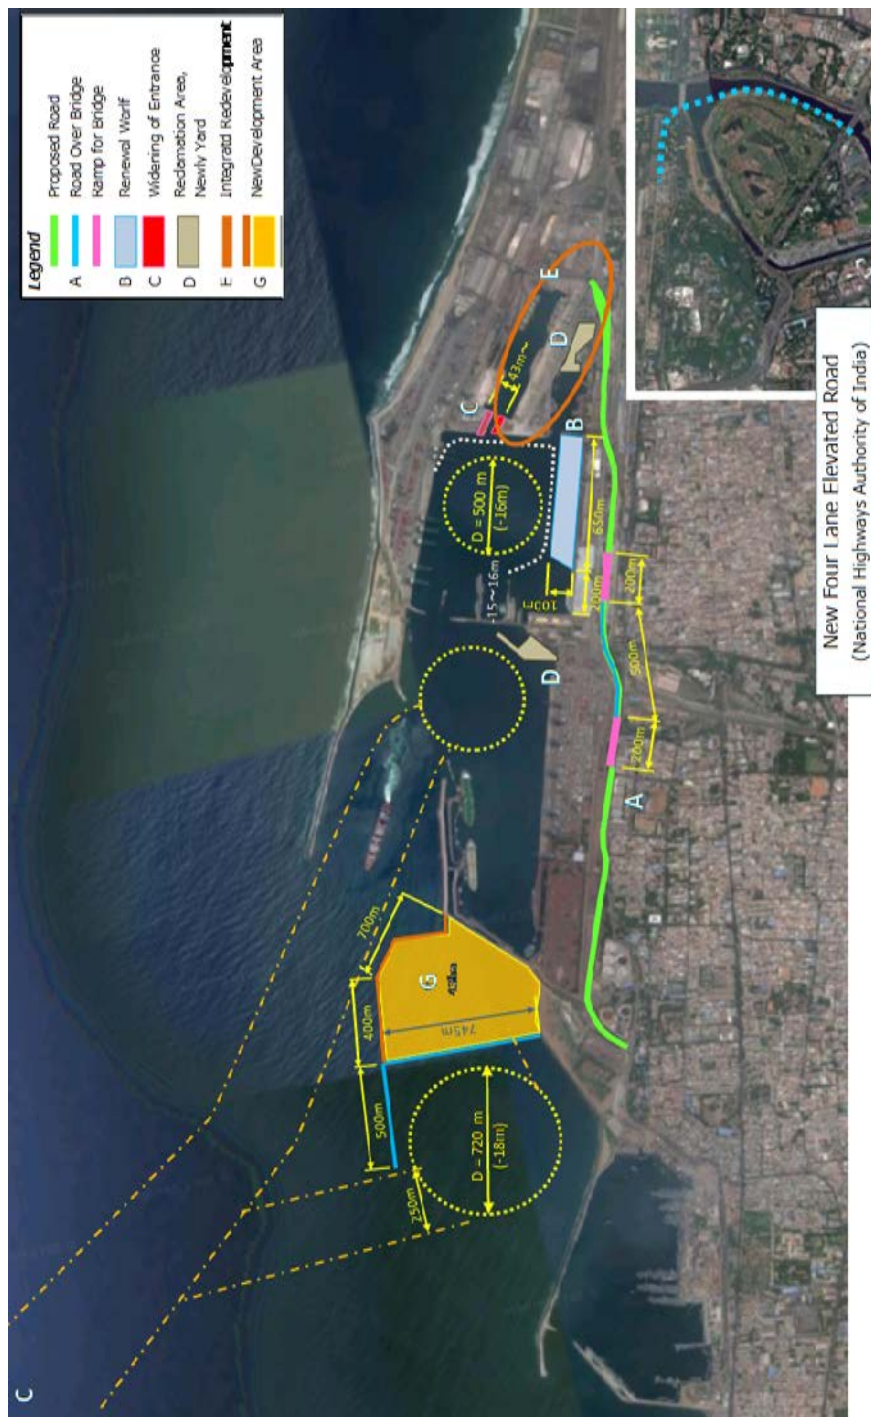 Legend
Proposed Road
A Road Over Bridge
Ramp for Bridge
B Renewal Worlf
C Widening of Entrance
D Reclamation Area,
Newly Yard
E Integratd Redevelopment
NewDevelopment Area
G
E
D
43m~
C
B
D = 500 m
(-16m)
650m
-15~16m
100m
200m
200m
500m
D
200m
A
700m
G
400m
745m
500m
D = 720 m
(-18m)
250m
C
New Four Lane Elevated Road
(National Highways Authority of India)